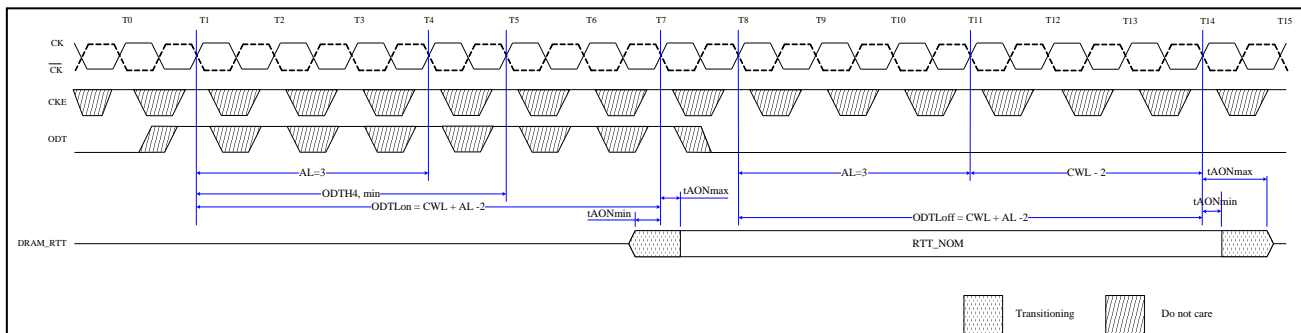 T0 T1 T2 T3 T4 T5 T6 T7 T8 T9 T10 T11 T12 T13 T14 T15
CK
CK
CKE
ODT
AL=3 AL=3 CWL - 2 tAONmax
ODTH4, min tAONmax
ODTLon = CWL + AL -2 tAONmin
tAONmin ODTLoff = CWL + AL -2
DRAM_RTT RTT_NOM
Transitioning Do not care